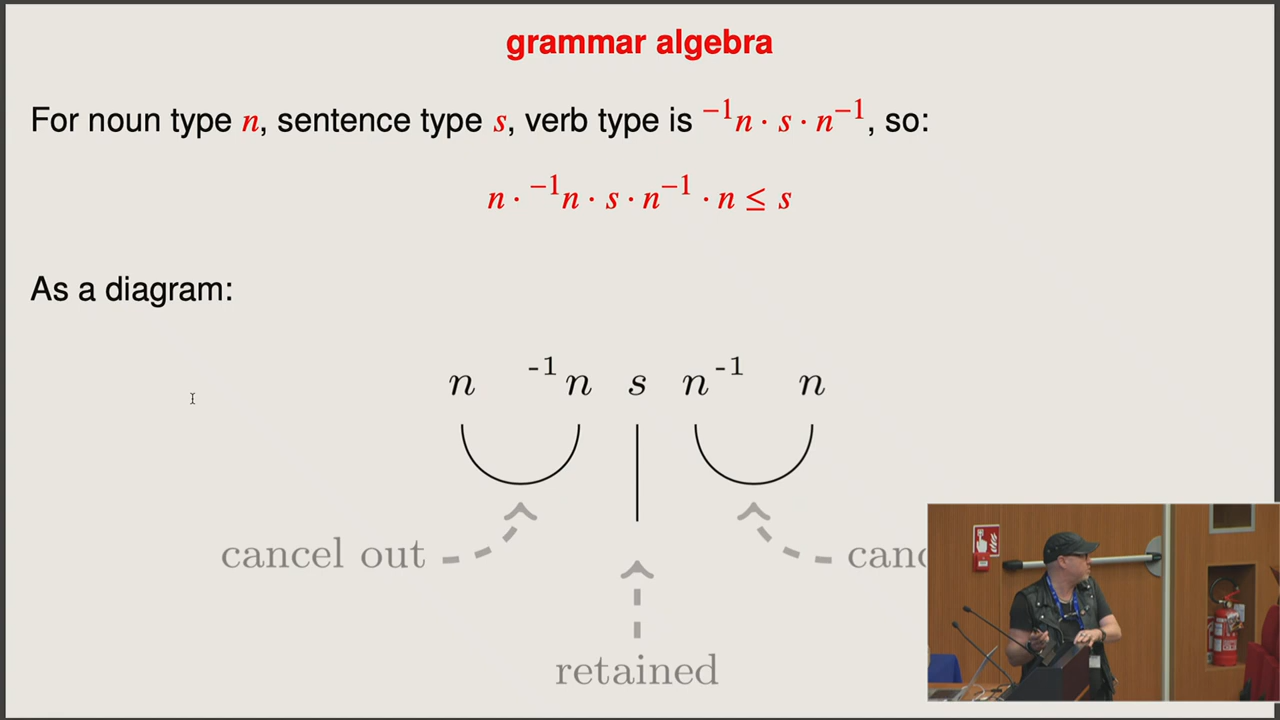 grammar algebra
For noun type n, sentence type s, verb type is ⁻¹n · s · n⁻¹, so:
n · ⁻¹n · s · n⁻¹ · n ≤ s
As a diagram:
n ⁻¹n s n⁻¹ n
cancel out
retained